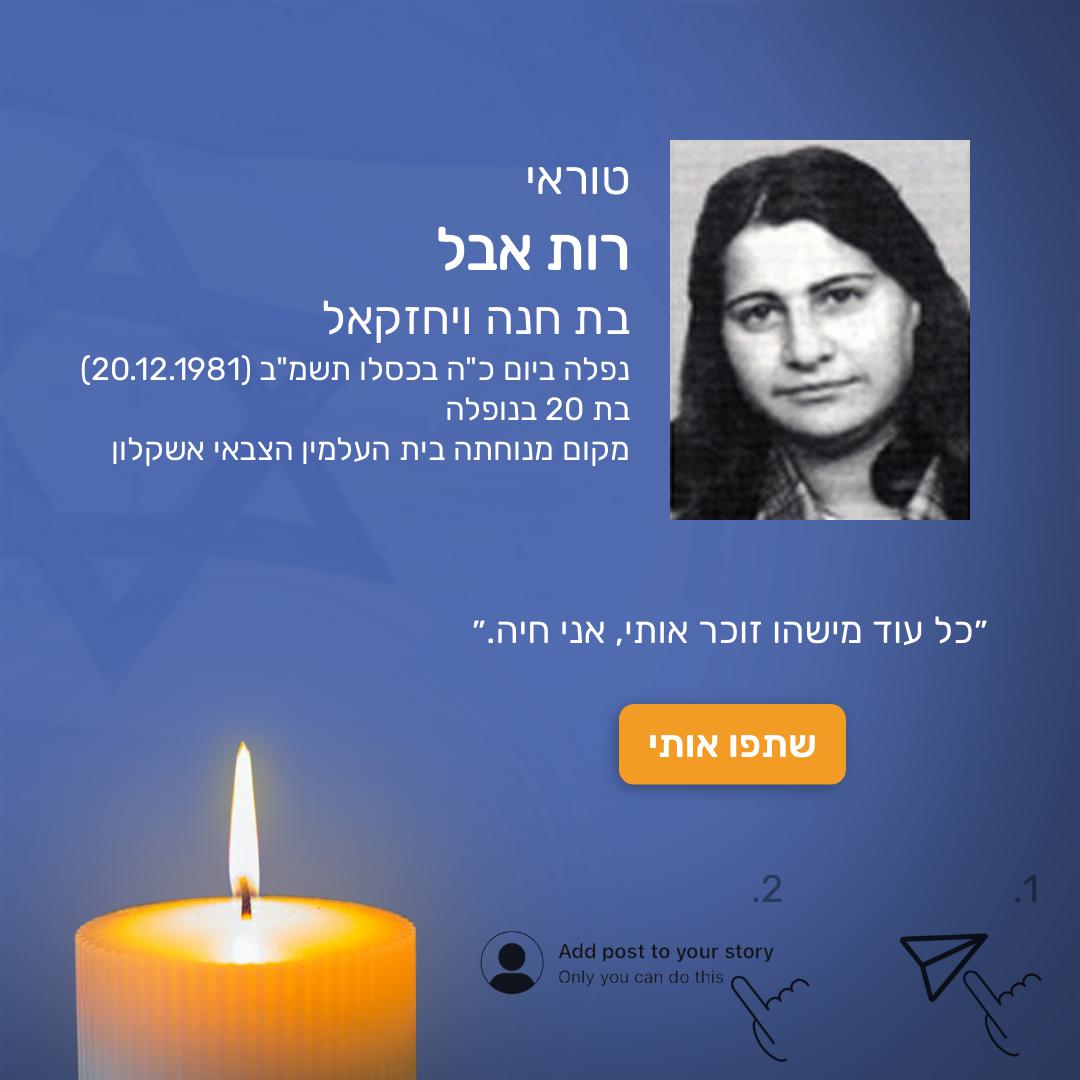 טוראי
רות אבל
בת חנה ויחזקאל
נפלה ביום כ"ה בכסלו תשמ"ב (20.12.1981)
בת 20 בנופלה
מקום מנוחתה בית העלמין הצבאי אשקלון
"כל עוד מישהו זוכר אותי, אני חיה."
שתפו אותי
1.
2.
Add post to your story
Only you can do this